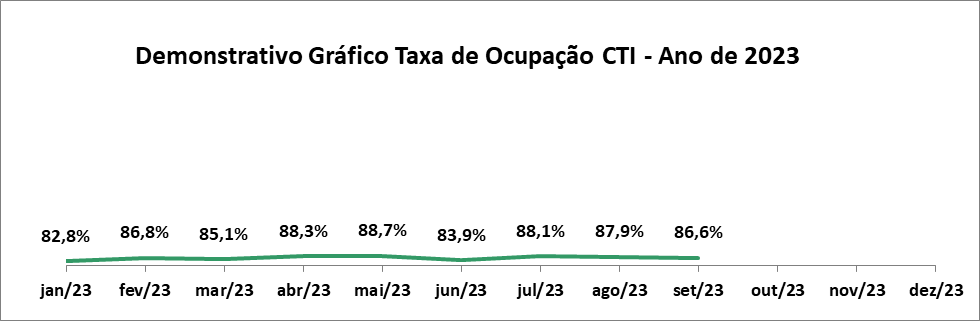 Demonstrativo Gráfico Taxa de Ocupação CTI - Ano de 2023
82,8% 86,8% 85,1% 88,3% 88,7% 83,9% 88,1% 87,9% 86,6%
jan/23 fev/23 mar/23 abr/23 mai/23 jun/23 jul/23 ago/23 set/23 out/23 nov/23 dez/23